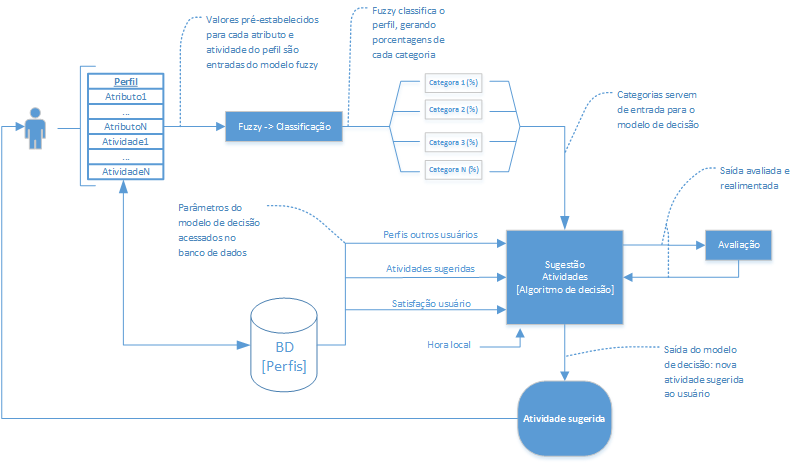 Valores pré-estabelecidos
para cada atributo e
atividade do pefil são
entradas do modelo fuzzy
Fuzzy classifica o
perfil, gerando
porcentagens de
cada categoria
Perfil
Atributo1
...
AtributoN
Atividade1
...
AtividadeN
Fuzzy -> Classificação
Categora 1 (%)
Categora 2 (%)
Categora 3 (%)
Categora N (%)
Categorias servem
de entrada para o
modelo de decisão
Saída avaliada e
realimentada
Parâmetros do
modelo de decisão
acessados no
banco de dados
Perfis outros usuários
Atividades sugeridas
Satisfação usuário
Hora local
Sugestão
Atividades
[Algoritmo de decisão]
Avaliação
BD
[Perfis]
Saída do modelo
de decisão: nova
atividade sugerida
ao usuário
Atividade sugerida